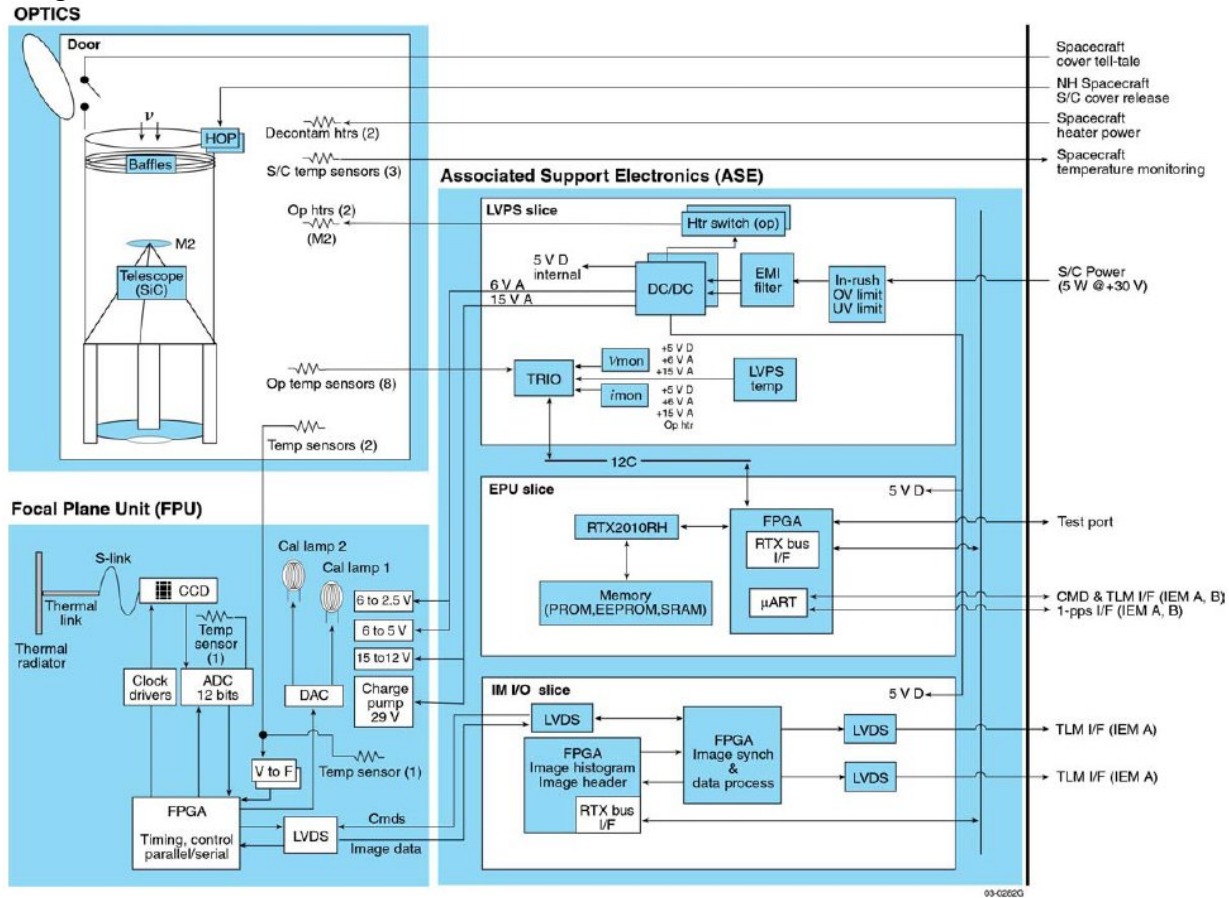 OPTICS
Door
ν
HOP
Baffles
M2
Telescope
(SiC)
Decontam htrs (2)
S/C temp sensors (3)
Op htrs (2)
(M2)
Op temp sensors (8)
Temp sensors (2)
Spacecraft
cover tell-tale
NH Spacecraft
S/C cover release
Spacecraft
heater power
Spacecraft
temperature monitoring
Associated Support Electronics (ASE)
LVPS slice
Htr switch (op)
5 V D
internal
6 V A
15 V A
DC/DC
EMI
filter
In-rush
OV limit
UV limit
S/C Power
(5 W @+30 V)
TRIO
Vmon
+5 V D
+6 V A
+15 V A
imon
+5 V D
+6 V A
+15 V A
Op htr
LVPS
temp
12C
EPU slice
5 V D
RTX2010RH
Memory
(PROM,EEPROM,SRAM)
FPGA
RTX bus
I/F
μART
Test port
CMD & TLM I/F (IEM A, B)
1-pps I/F (IEM A, B)
IM I/O slice
5 V D
LVDS
FPGA
Image histogram
Image header
RTX bus
I/F
FPGA
Image synch
&
data process
LVDS
LVDS
TLM I/F (IEM A)
TLM I/F (IEM A)
Focal Plane Unit (FPU)
S-link
CCD
Thermal
link
Thermal
radiator
Temp
sensor
(1)
Clock
drivers
ADC
12 bits
Cal lamp 2
Cal lamp 1
6 to 2.5 V
6 to 5 V
15 to12 V
Charge
pump
29 V
DAC
V to F
Temp sensor (1)
FPGA
Timing, control
parallel/serial
LVDS
Cmds
Image data
03-0282G